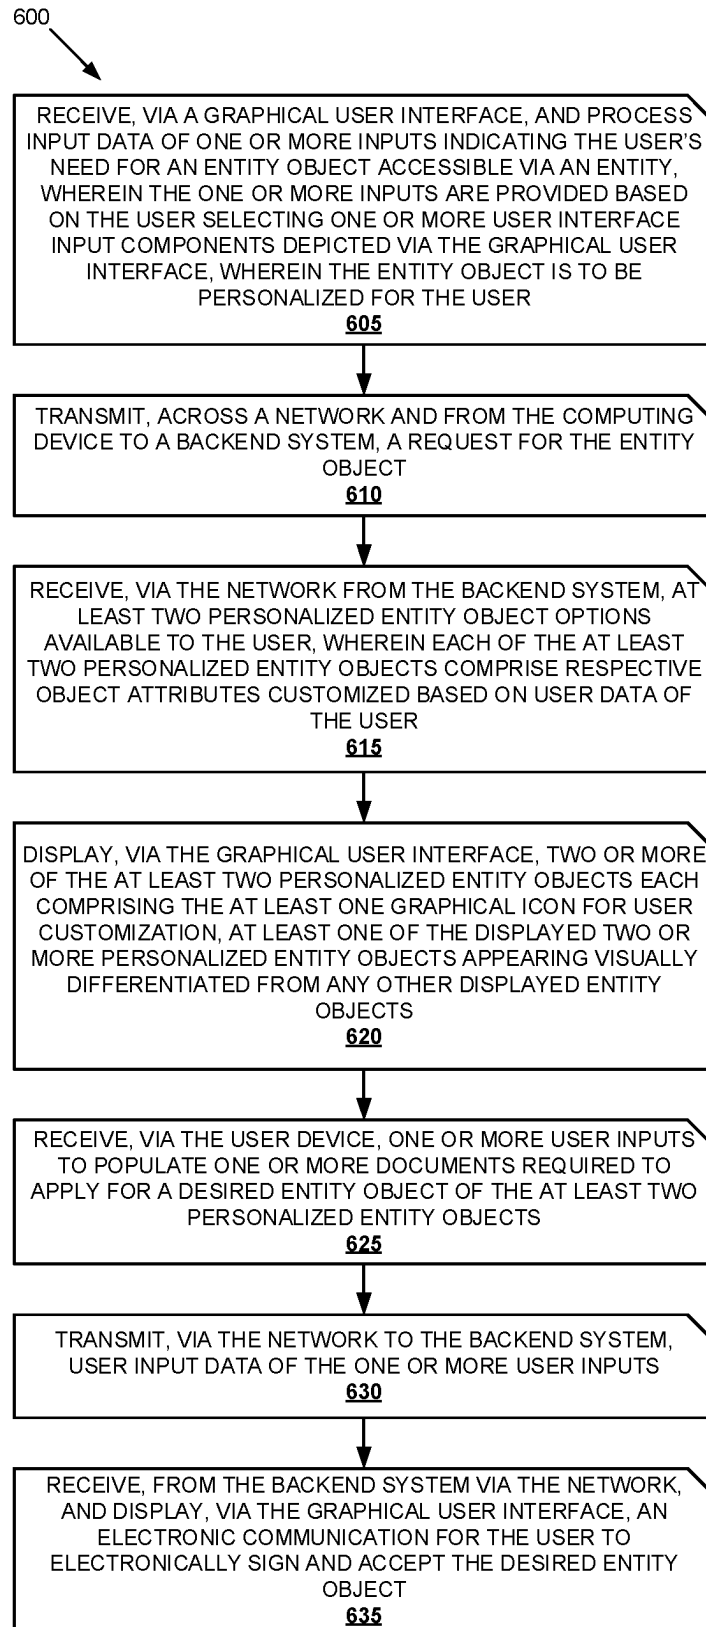 600
RECEIVE, VIA A GRAPHICAL USER INTERFACE, AND PROCESS
INPUT DATA OF ONE OR MORE INPUTS INDICATING THE USER'S
NEED FOR AN ENTITY OBJECT ACCESSIBLE VIA AN ENTITY,
WHEREIN THE ONE OR MORE INPUTS ARE PROVIDED BASED
ON THE USER SELECTING ONE OR MORE USER INTERFACE
INPUT COMPONENTS DEPICTED VIA THE GRAPHICAL USER
INTERFACE, WHEREIN THE ENTITY OBJECT IS TO BE
PERSONALIZED FOR THE USER
605
TRANSMIT, ACROSS A NETWORK AND FROM THE COMPUTING
DEVICE TO A BACKEND SYSTEM, A REQUEST FOR THE ENTITY
OBJECT
610
RECEIVE, VIA THE NETWORK FROM THE BACKEND SYSTEM, AT
LEAST TWO PERSONALIZED ENTITY OBJECT OPTIONS
AVAILABLE TO THE USER, WHEREIN EACH OF THE AT LEAST
TWO PERSONALIZED ENTITY OBJECTS COMPRISE RESPECTIVE
OBJECT ATTRIBUTES CUSTOMIZED BASED ON USER DATA OF
THE USER
615
DISPLAY, VIA THE GRAPHICAL USER INTERFACE, TWO OR MORE
OF THE AT LEAST TWO PERSONALIZED ENTITY OBJECTS EACH
COMPRISING THE AT LEAST ONE GRAPHICAL ICON FOR USER
CUSTOMIZATION, AT LEAST ONE OF THE DISPLAYED TWO OR
MORE PERSONALIZED ENTITY OBJECTS APPEARING VISUALLY
DIFFERENTIATED FROM ANY OTHER DISPLAYED ENTITY
OBJECTS
620
RECEIVE, VIA THE USER DEVICE, ONE OR MORE USER INPUTS
TO POPULATE ONE OR MORE DOCUMENTS REQUIRED TO
APPLY FOR A DESIRED ENTITY OBJECT OF THE AT LEAST TWO
PERSONALIZED ENTITY OBJECTS
625
TRANSMIT, VIA THE NETWORK TO THE BACKEND SYSTEM,
USER INPUT DATA OF THE ONE OR MORE USER INPUTS
630
RECEIVE, FROM THE BACKEND SYSTEM VIA THE NETWORK,
AND DISPLAY, VIA THE GRAPHICAL USER INTERFACE, AN
ELECTRONIC COMMUNICATION FOR THE USER TO
ELECTRONICALLY SIGN AND ACCEPT THE DESIRED ENTITY
OBJECT
635